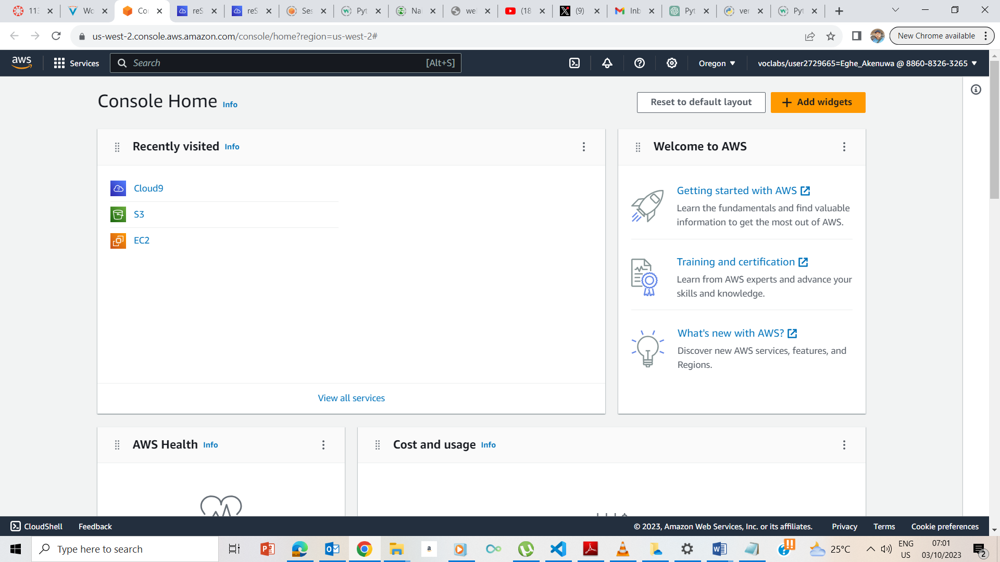 113
Wo
Co
reS
reS
Ses
Pyt
Nar
wel
(18
(9)
Inb
Pyt
ver
Pyt
us-west-2.console.aws.amazon.com/console/home?region=us-west-2#
New Chrome available
aws
Services
Search
[Alt+S]
Oregon
voclabs/user2729665=Eghe_Akenuwa @ 8860-8326-3265
Console Home Info
Reset to default layout
Add widgets
Recently visited Info
Cloud9
S3
EC2
View all services
Welcome to AWS
Getting started with AWS
Learn the fundamentals and find valuable
information to get the most out of AWS.
Training and certification
Learn from AWS experts and advance your
skills and knowledge.
What's new with AWS?
Discover new AWS services, features, and
Regions.
AWS Health Info
Cost and usage Info
CloudShell
Feedback
© 2023, Amazon Web Services, Inc. or its affiliates.
Privacy
Terms
Cookie preferences
Type here to search
25°C
ENG
US
07:01
03/10/2023
2